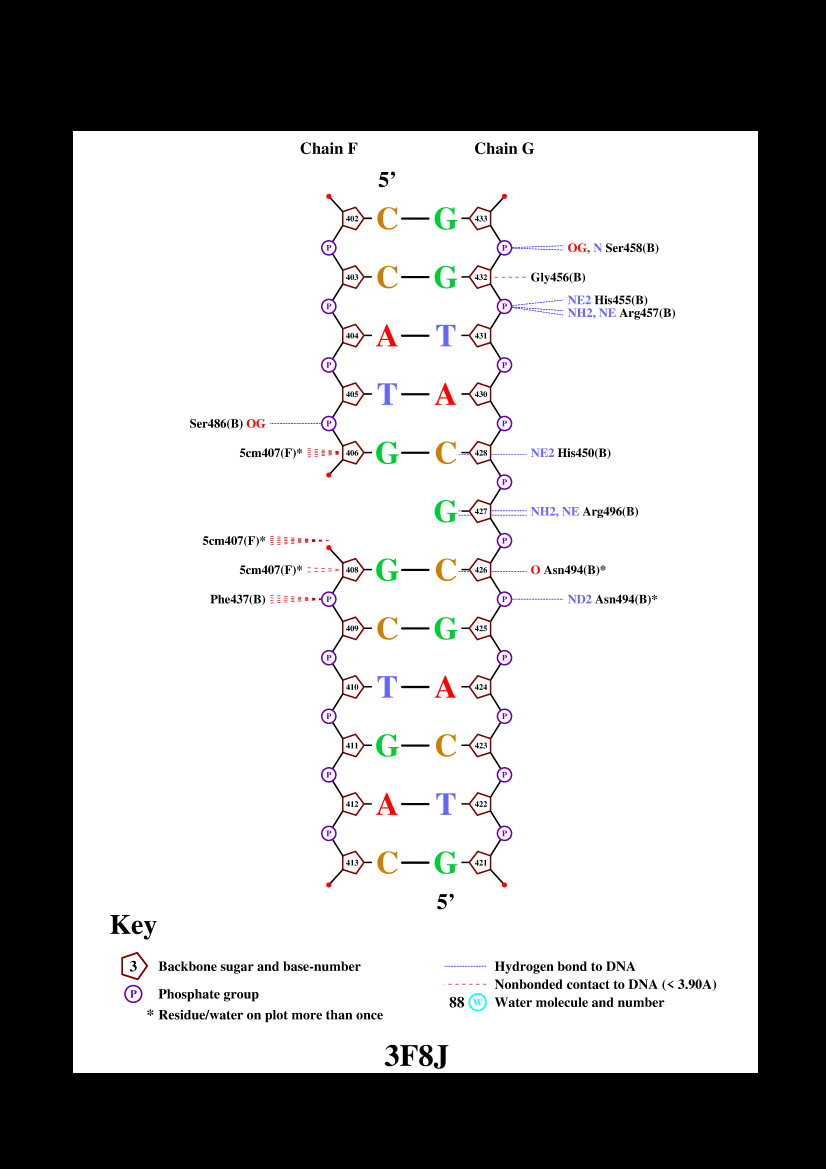 Chain F Chain G
5’
402 C G 433
P P OG, N Ser458(B)
403 C G 432 Gly456(B)
P P NE2 His455(B)
NH2, NE Arg457(B)
404 A T 431
P P
405 T A 430
Ser486(B) OG P P
5cm407(F)* 406 G C 428 NE2 His450(B)
P
G 427 NH2, NE Arg496(B)
5cm407(F)* P
5cm407(F)* 408 G C 426 O Asn494(B)*
Phe437(B) P P ND2 Asn494(B)*
409 C G 425
P P
410 T A 424
P P
411 G C 423
P P
412 A T 422
P P
413 C G 421
5’
Key
3 Backbone sugar and base-number
P Phosphate group
* Residue/water on plot more than once
Hydrogen bond to DNA
Nonbonded contact to DNA (< 3.90A)
88 W Water molecule and number
3F8J